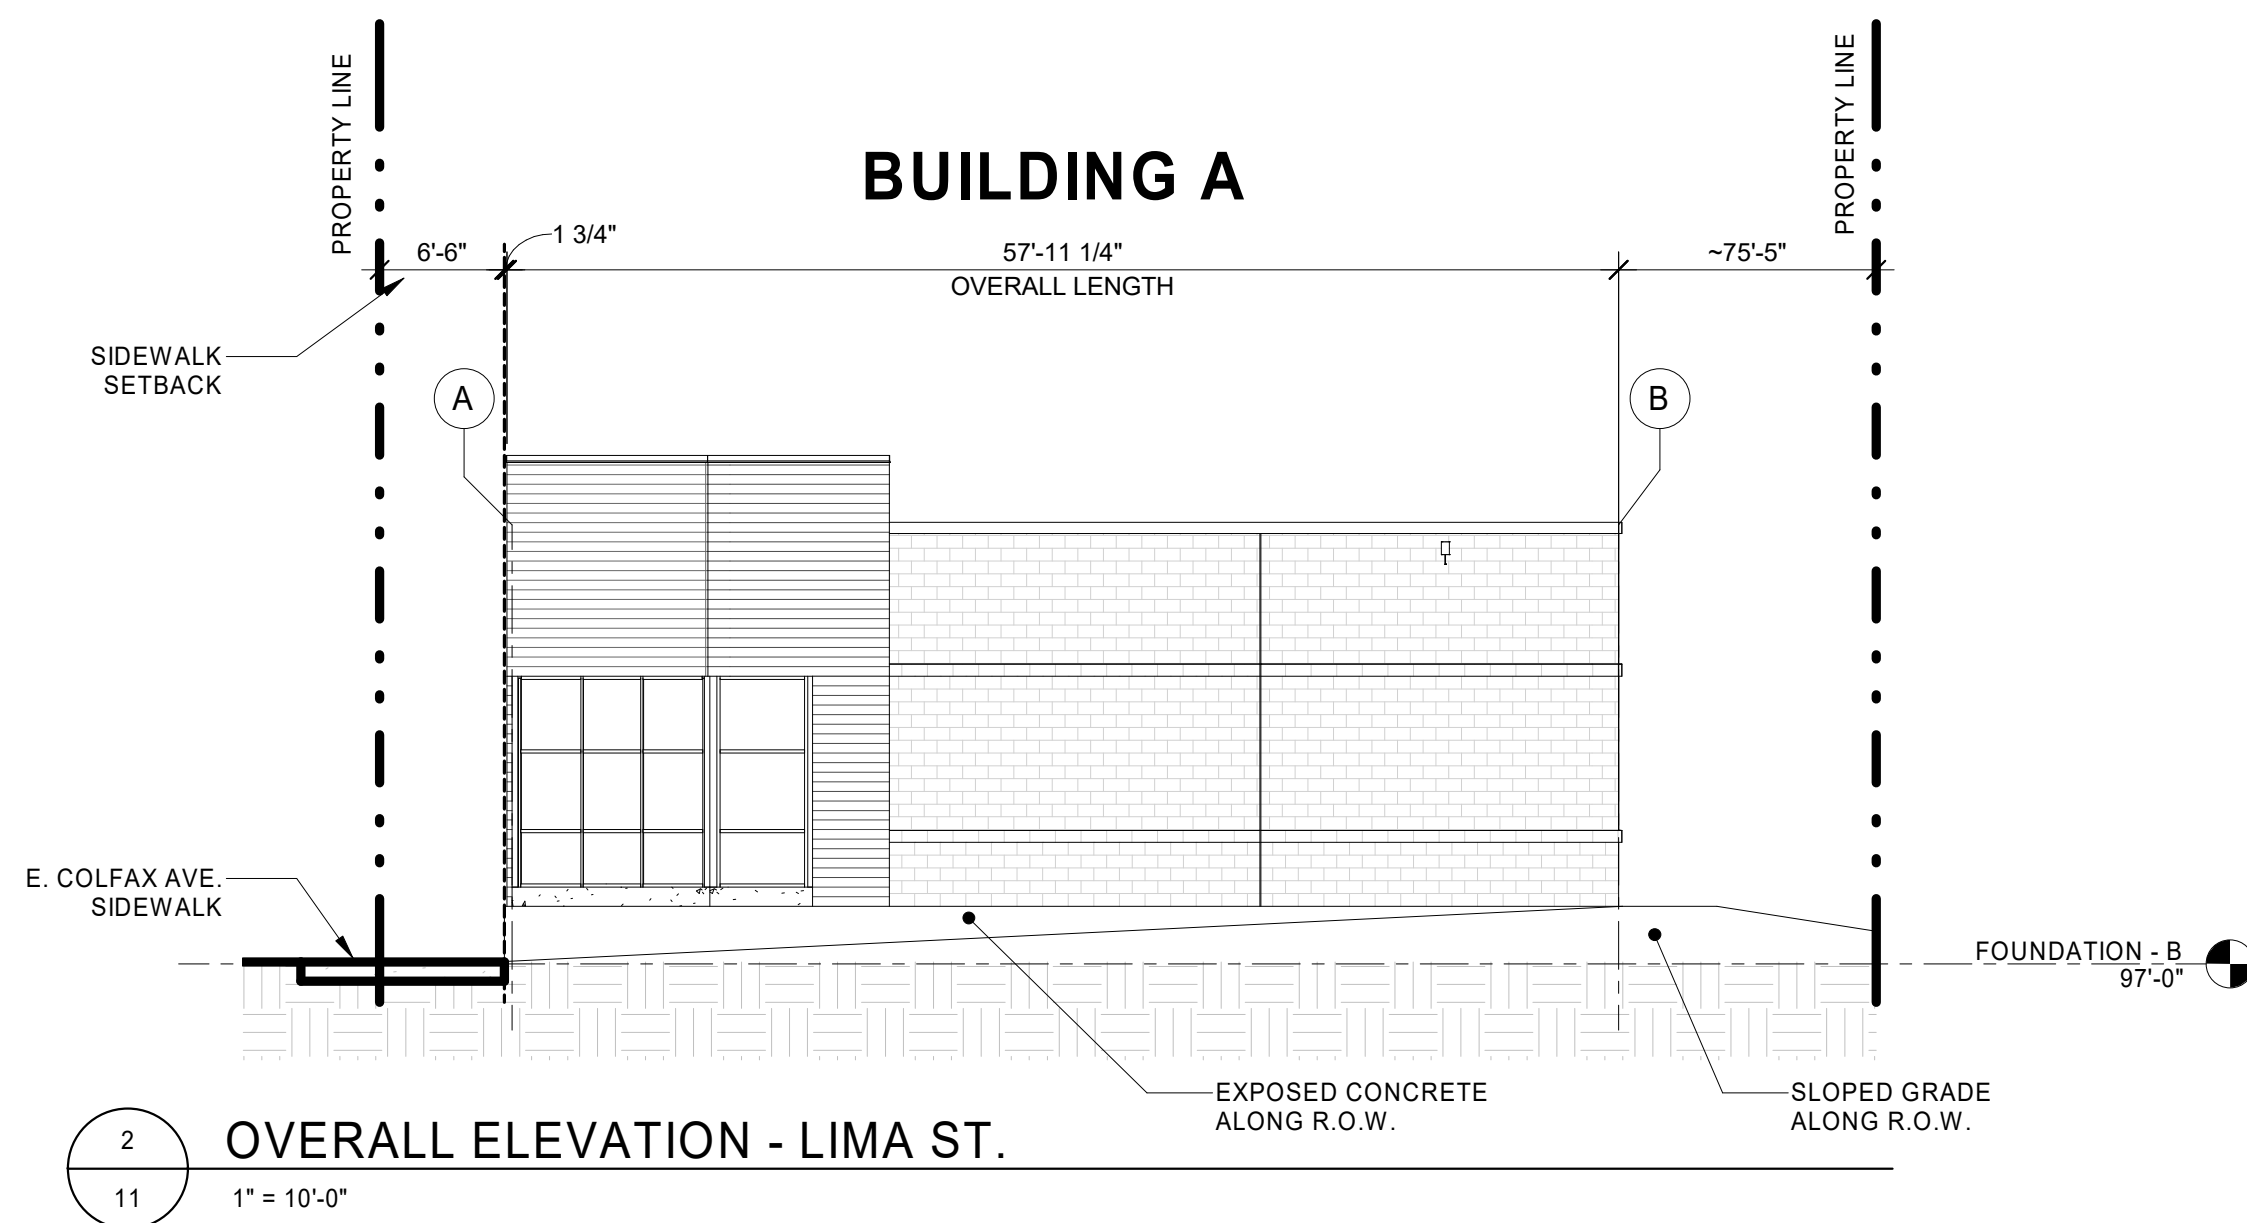 PROPERTY LINE
PROPERTY LINE
BUILDING A
6'-6"
1 3/4"
57'-11 1/4"
OVERALL LENGTH
~75'-5"
SIDEWALK
SETBACK
A
B
E. COLFAX AVE.
SIDEWALK
FOUNDATION - B
97'-0"
EXPOSED CONCRETE
ALONG R.O.W.
SLOPED GRADE
ALONG R.O.W.
2
11
OVERALL ELEVATION - LIMA ST.
1" = 10'-0"